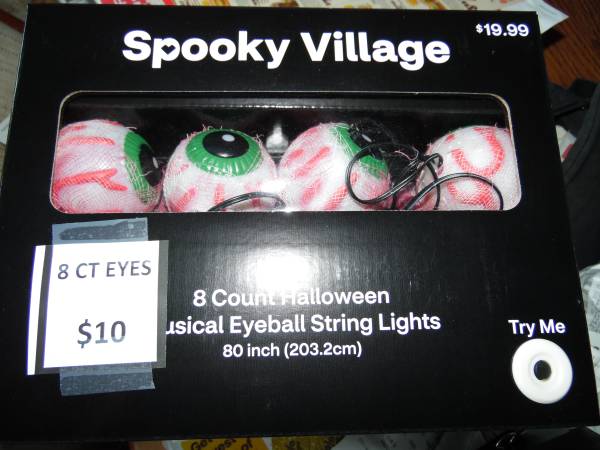 Spooky Village
$19.99
8 CT EYES
$10
8 Count Halloween
usical Eyeball String Lights
80 inch (203.2cm)
Try Me